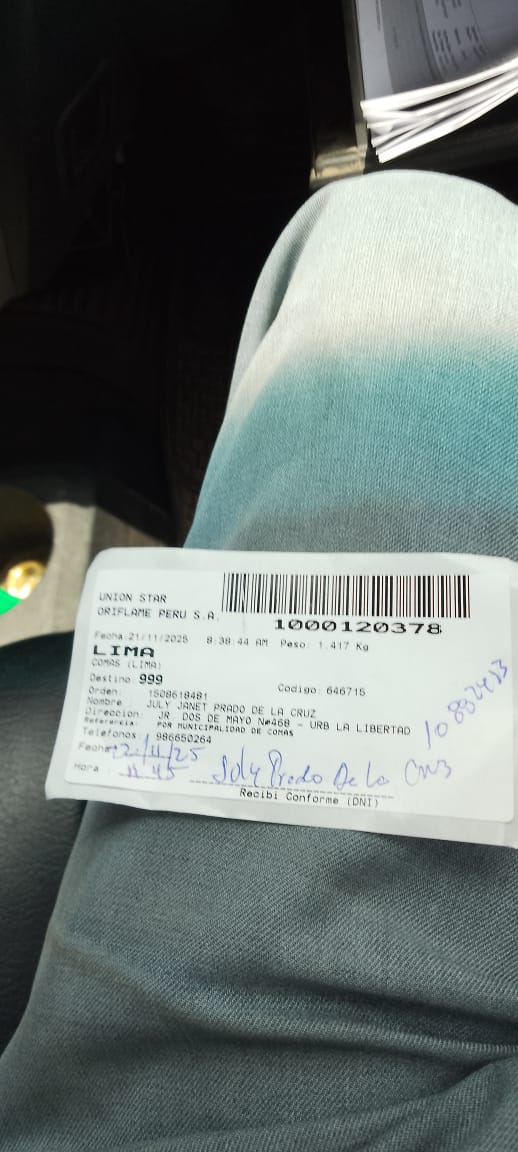 UNION STAR
ORIFLAME PERU S.A.
1000120378
Fecha:21/11/2025 8:38:44 AM Peso: 1.417 Kg
LIMA
COMAS (LIMA)
Destino: 999
Orden: 1508618481 Codigo: 646715
Nombre JULY JANET PRADO DE LA CRUZ
Direccion: JR DOS DE MAYO Nº468 - URB LA LIBERTAD
Referencia: POR MUNICIPALIDAD DE COMAS
Telefonos 986650264
Fecha: 22/11/25
Hora : 11 45 July Prado De la Cruz
Recibi Conforme (DNI)